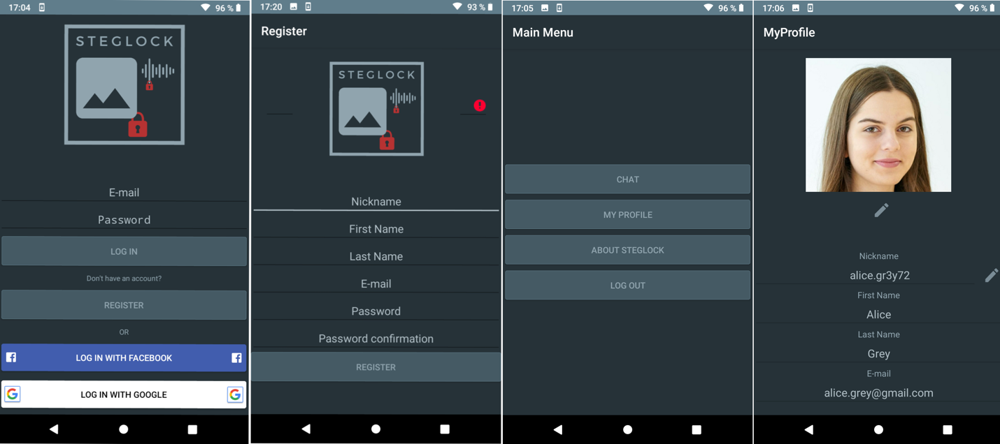 17:04
96 %
STEGLOCK
E-mail
Password
LOG IN
Don't have an account?
REGISTER
OR
LOG IN WITH FACEBOOK
LOG IN WITH GOOGLE
17:20
93 %
Register
STEGLOCK
Nickname
First Name
Last Name
E-mail
Password
Password confirmation
REGISTER
17:05
96 %
Main Menu
CHAT
MY PROFILE
ABOUT STEGLOCK
LOG OUT
17:06
96 %
MyProfile
Nickname
alice.gr3y72
First Name
Alice
Last Name
Grey
E-mail
alice.grey@gmail.com